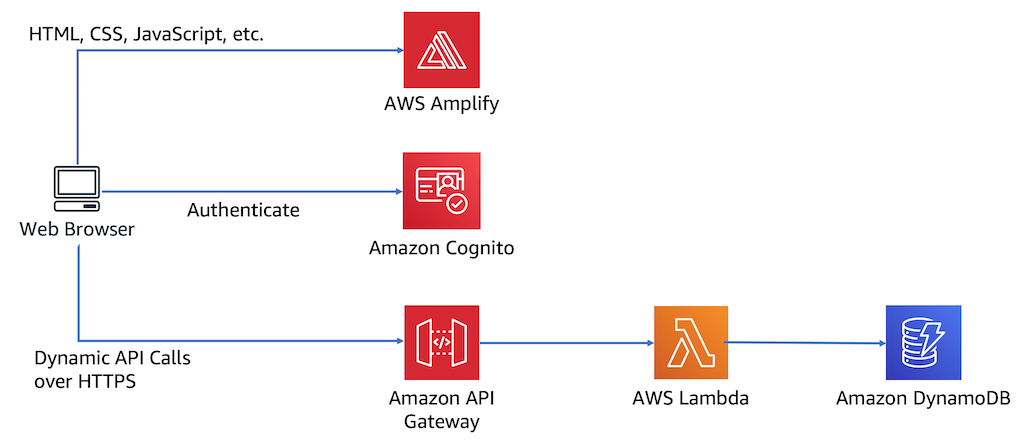 HTML, CSS, JavaScript, etc.
AWS Amplify
Web Browser
Authenticate
Amazon Cognito
Dynamic API Calls
over HTTPS
</>
Amazon API
Gateway
AWS Lambda
Amazon DynamoDB